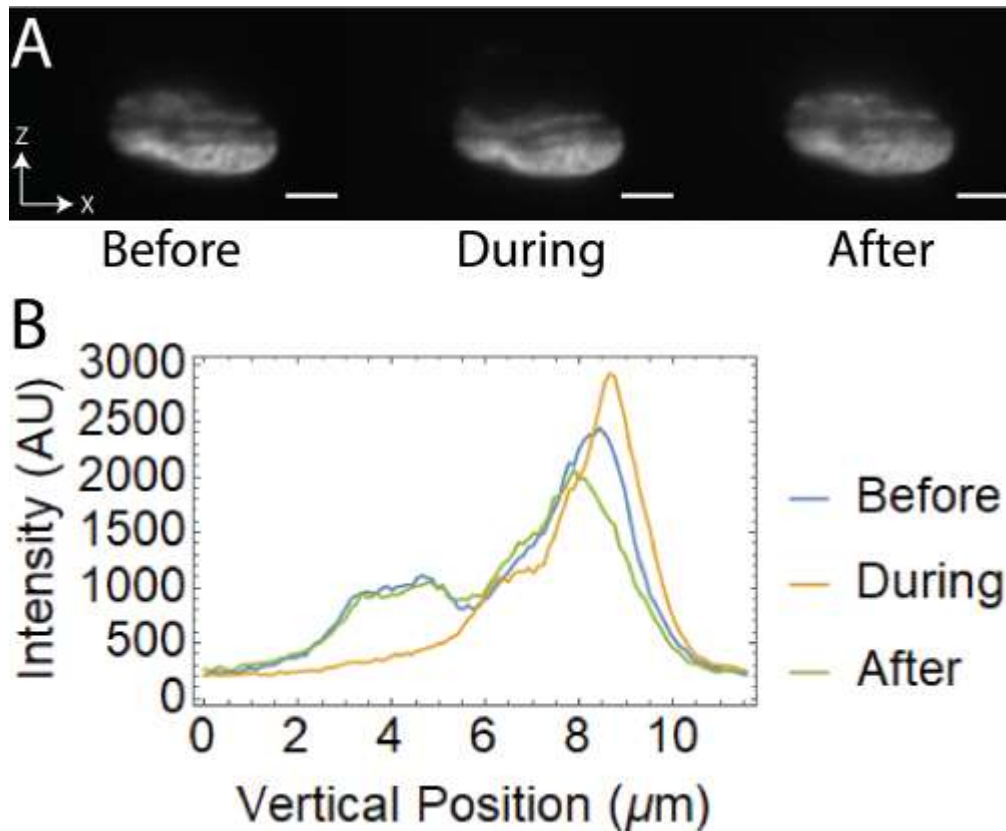 A
Z
X
Before During After
B
3000
2500
2000
1500
1000
500
0
Intensity (AU)
0 2 4 6 8 10
Vertical Position (µm)
Before
During
After